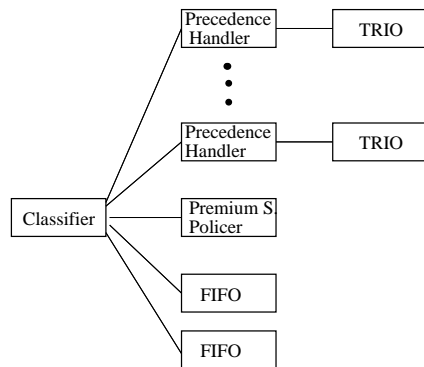 Precedence
Handler
TRIO
Precedence
Handler
TRIO
Classifier
Premium S.
Policer
FIFO
FIFO